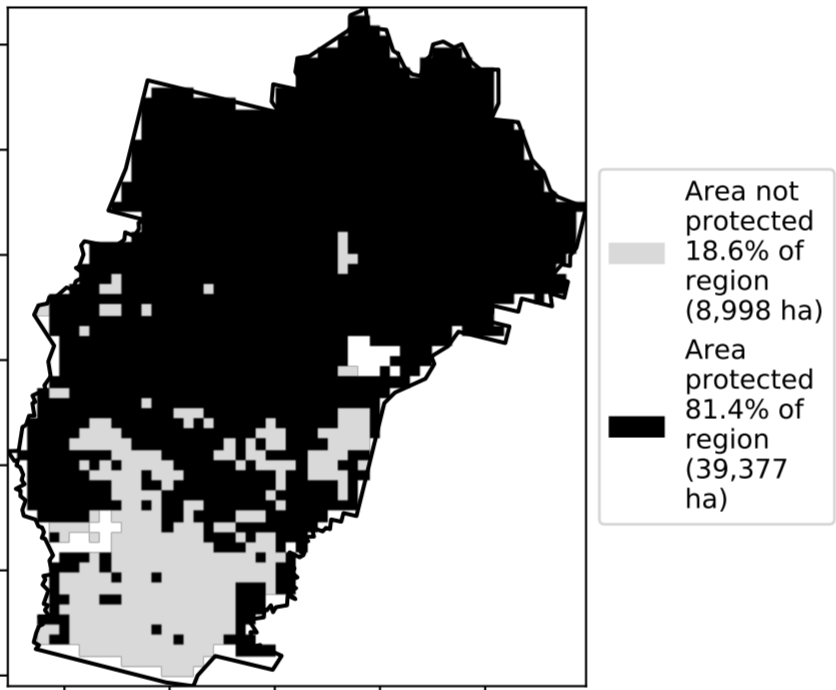 Area not
protected
18.6% of
region
(8,998 ha)
Area
protected
81.4% of
region
(39,377
ha)